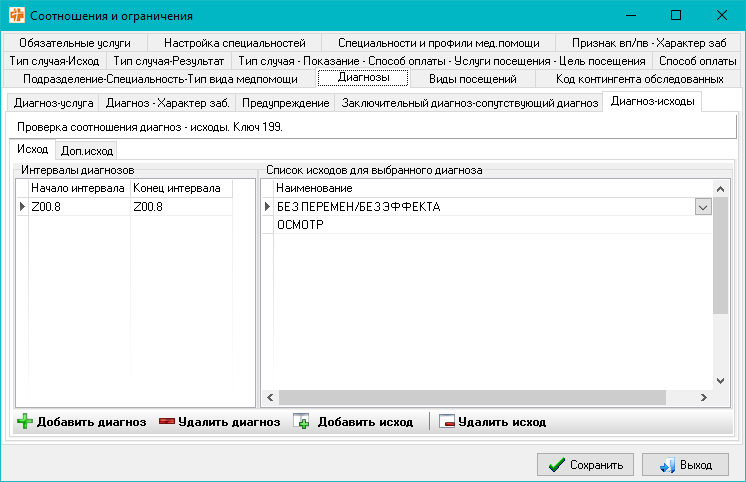 Соотношения и ограничения
Обязательные услуги Настройка специальностей Специальности и профили мед.помощи Признак вп/пв - Характер заб
Тип случая-Исход Тип случая-Результат Тип случая - Показание - Способ оплаты - Услуги посещения - Цель посещения Способ оплаты
Подразделение-Специальность-Тип вида медпомощи Диагнозы Виды посещений Код контингента обследованных
Диагноз-услуга Диагноз - Характер заб. Предупреждение Заключительный диагноз-сопутствующий диагноз Диагноз-исходы
Проверка соотношения диагноз - исходы. Ключ 199.
Исход Доп.исход
Интервалы диагнозов Список исходов для выбранного диагноза
Начало интервала Конец интервала Наименование
Z00.8 Z00.8 БЕЗ ПЕРЕМЕН/БЕЗ ЭФФЕКТА
ОСМОТР
Добавить диагноз Удалить диагноз Добавить исход Удалить исход
Сохранить Выход